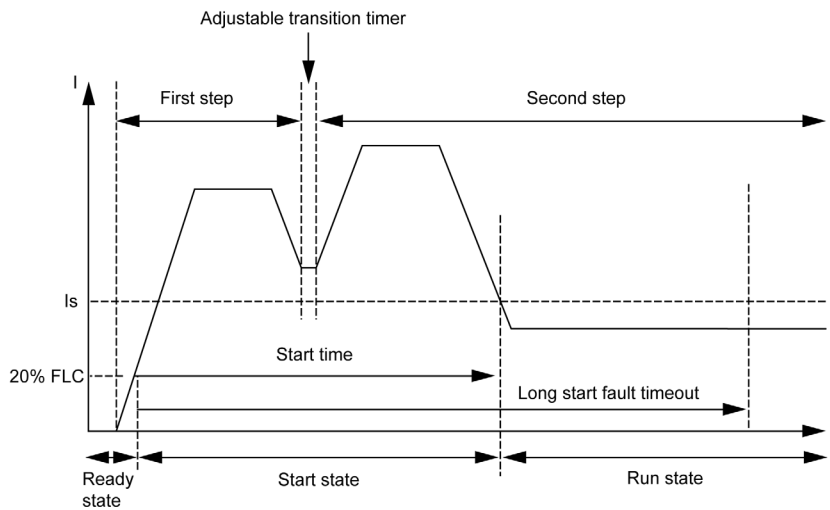 Adjustable transition timer
I
First step
Second step
Is
Start time
20% FLC
Long start fault timeout
Ready
state
Start state
Run state